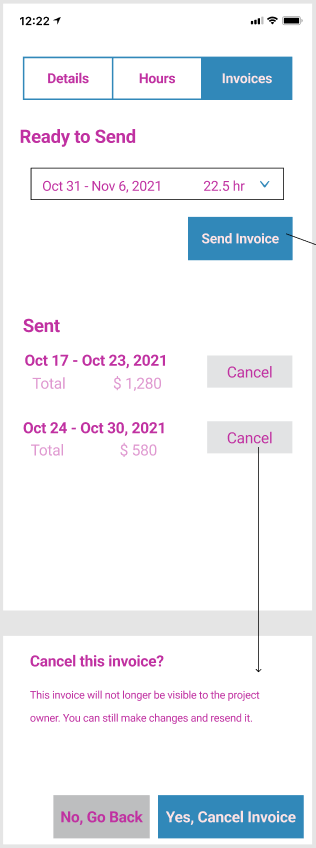 12:22
Details Hours Invoices
Ready to Send
Oct 31 - Nov 6, 2021 22.5 hr
Send Invoice
Sent
Oct 17 - Oct 23, 2021
Total $ 1,280
Cancel
Oct 24 - Oct 30, 2021
Total $ 580
Cancel
Cancel this invoice?
This invoice will not longer be visible to the project
owner. You can still make changes and resend it.
No, Go Back Yes, Cancel Invoice